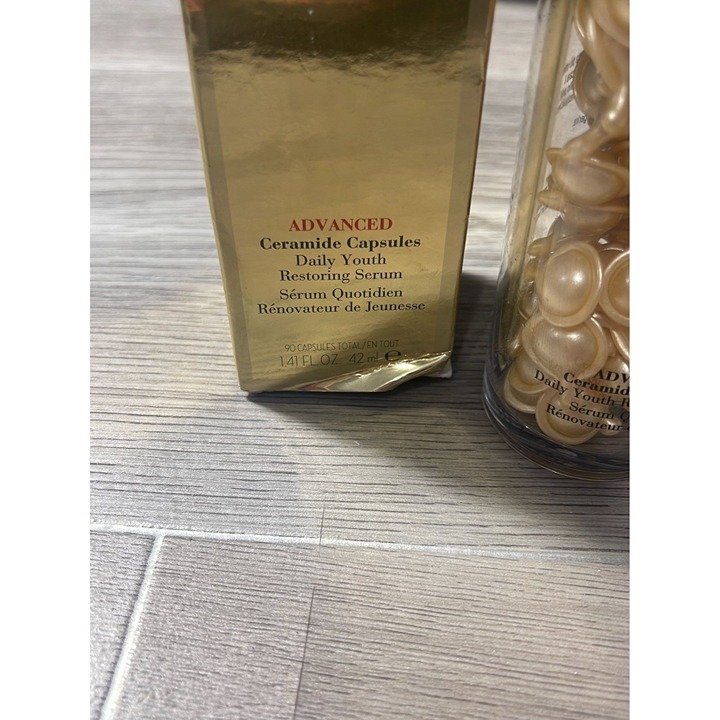 ADVANCED
Ceramide Capsules
Daily Youth
Restoring Serum
Sérum Quotidien
Rénovateur de Jeunesse
90 CAPSULES TOTAL/EN TOUT
1.41 FL OZ 42 ml ℮
ADV
Ceramid
Daily Youth R
Sérum Q
Rénovateur